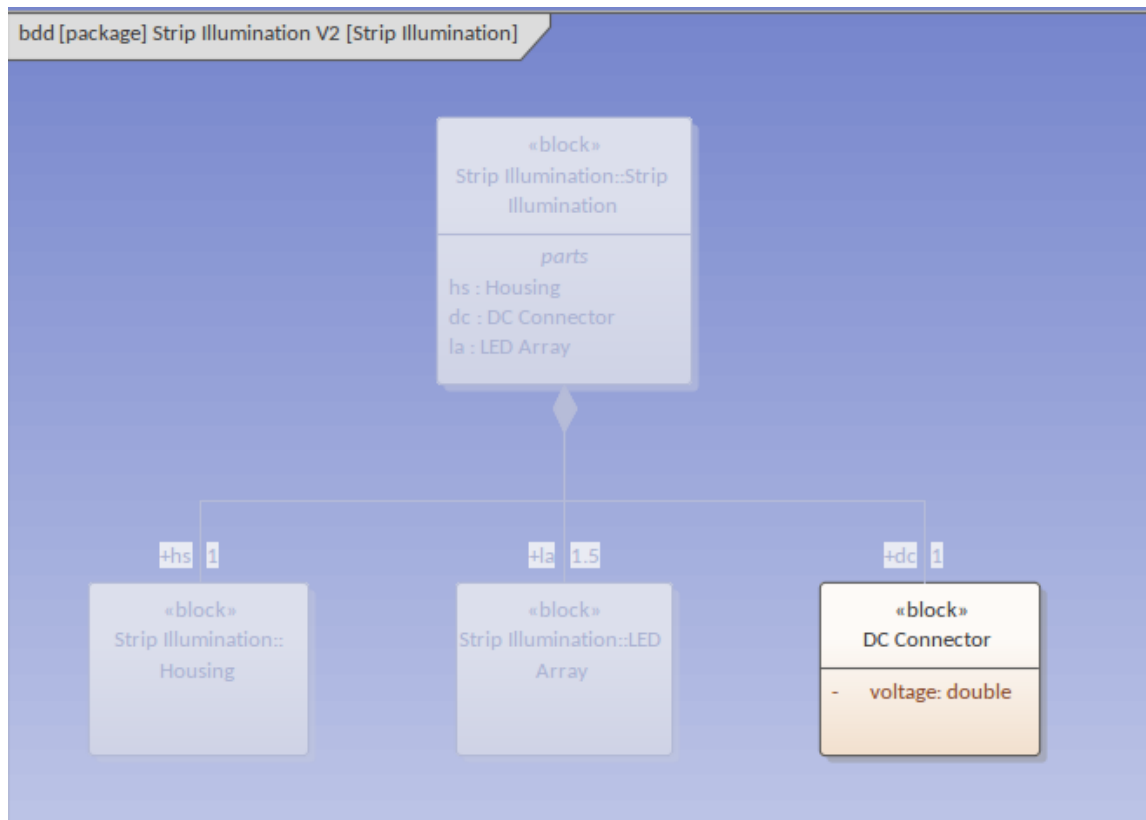 bdd [package] Strip Illumination V2 [Strip Illumination]
«block»
Strip Illumination::Strip
Illumination
parts
hs : Housing
dc : DC Connector
la : LED Array
+hs 1
+la 1.5
+dc 1
«block»
Strip Illumination::
Housing
«block»
Strip Illumination::LED
Array
«block»
DC Connector
- voltage: double